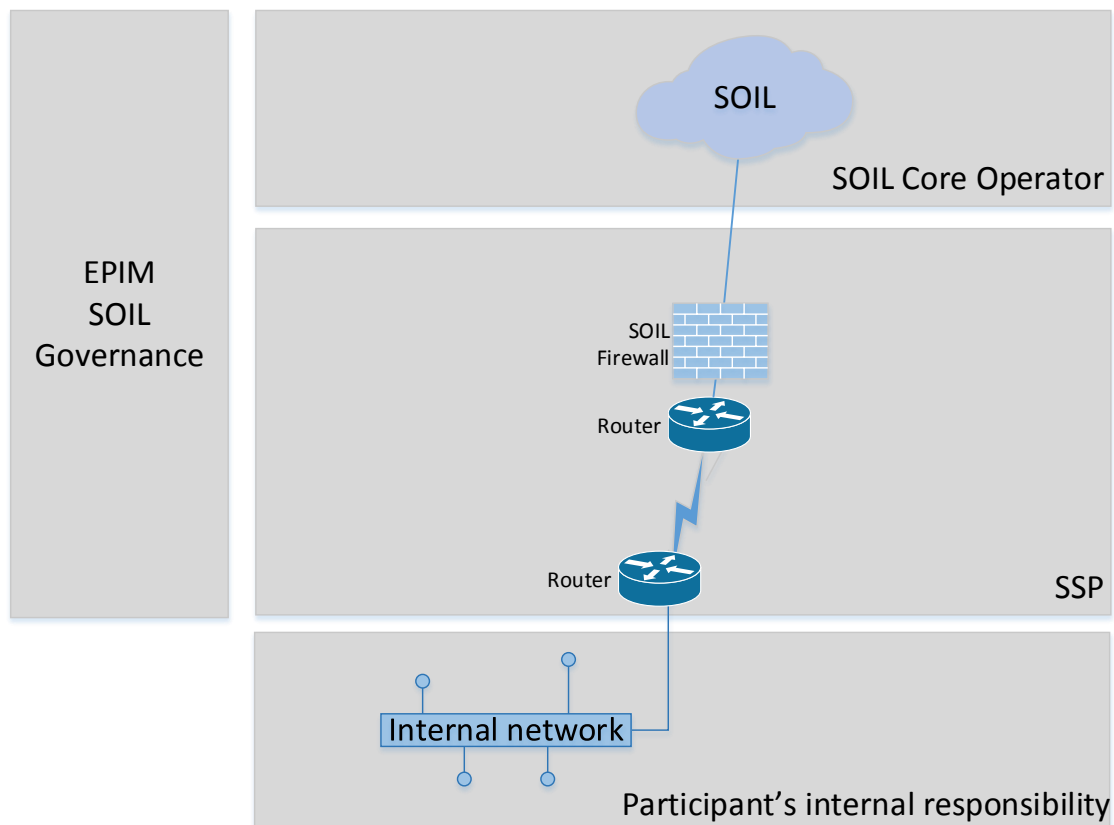 SOIL
SOIL Core Operator
EPIM
SOIL
Governance
SOIL
Firewall
Router
Router
SSP
Internal network
Participant’s internal responsibility